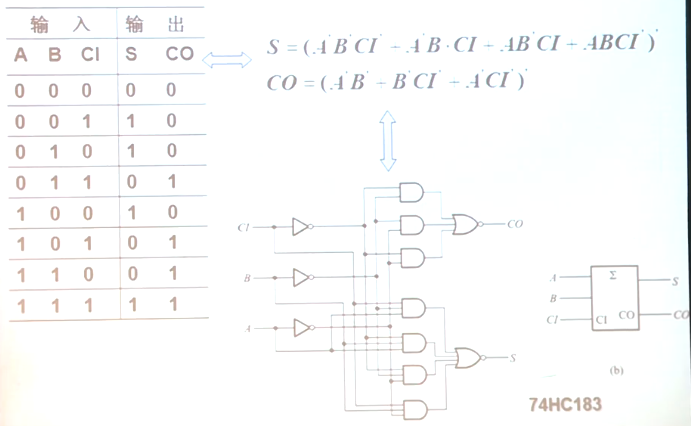 输 入 输 出
A B CI S CO
0 0 0 0 0
0 0 1 1 0
0 1 0 1 0
0 1 1 0 1
1 0 0 1 0
1 0 1 0 1
1 1 0 0 1
1 1 1 1 1
S = (A'B'CI' + A'B·CI + AB'CI + ABCI')'
CO = (A'B' + B'CI' + A'CI')'
CI
CO
B
A
S
Σ
A
S
B
CI
CI
CO
CO
(b)
74HC183